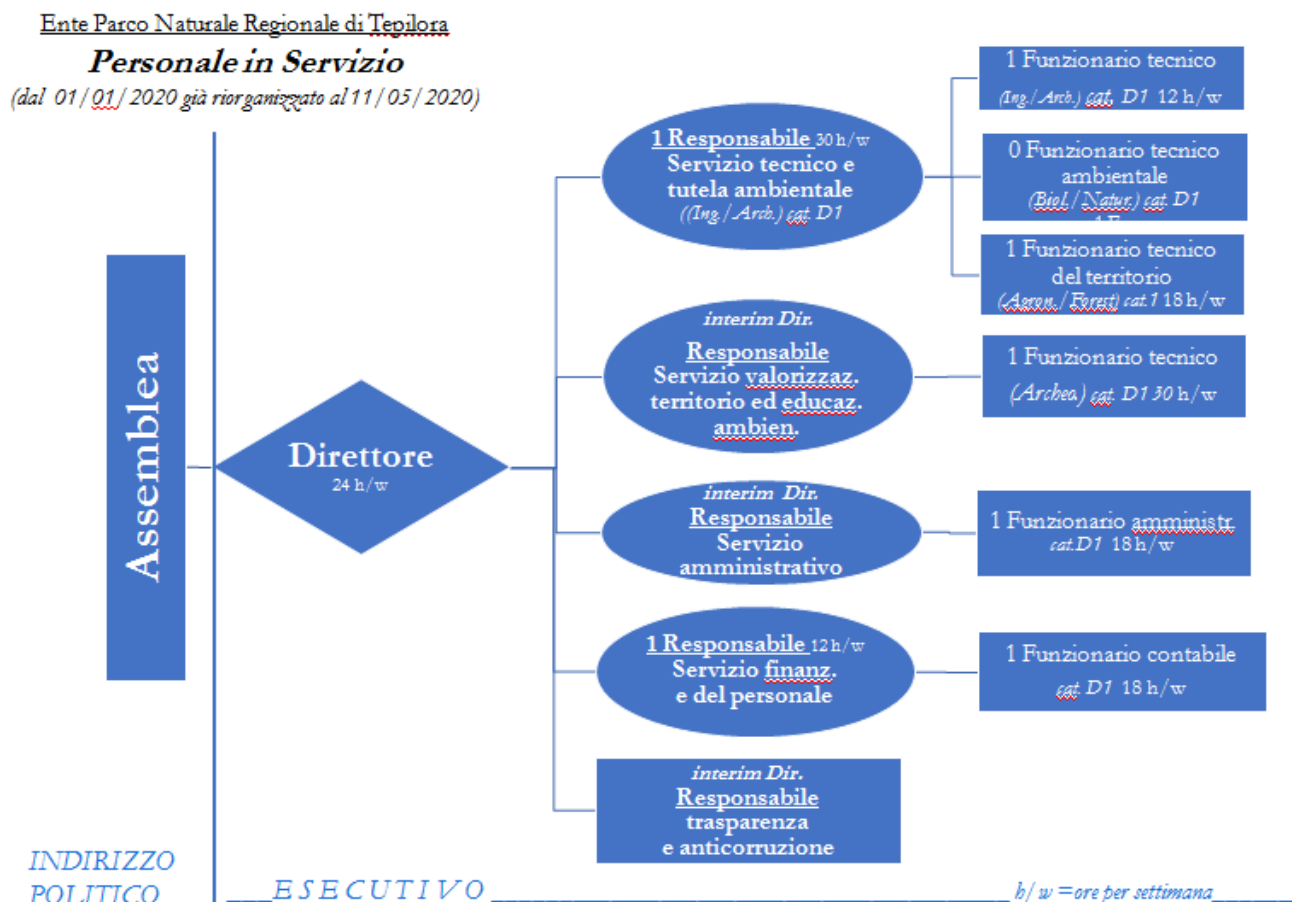 Ente Parco Naturale Regionale di Tepilora
Personale in Servizio
(dal 01/01/2020 già riorganizzato al 11/05/2020)
Assemblea
Direttore
24 h/w
1 Responsabile 30 h/w
Servizio tecnico e
tutela ambientale
((Ing./Arch.) cat. D1
1 Funzionario tecnico
(Ing./Arch.) cat. D1 12 h/w
0 Funzionario tecnico
ambientale
(Biol./Natur.) cat. D1
1 Funzionario tecnico
del territorio
(Agron./Forest) cat.1 18 h/w
interim Dir.
Responsabile
Servizio valorizzaz.
territorio ed educaz.
ambien.
1 Funzionario tecnico
(Archeo.) cat. D1 30 h/w
interim Dir.
Responsabile
Servizio
amministrativo
1 Funzionario amministr.
cat.D1 18 h/w
1 Responsabile 12 h/w
Servizio finanz.
e del personale
1 Funzionario contabile
cat. D1 18 h/w
interim Dir.
Responsabile
trasparenza
e anticorruzione
INDIRIZZO
POLITICO
ESECUTIVO
h/w =ore per settimana